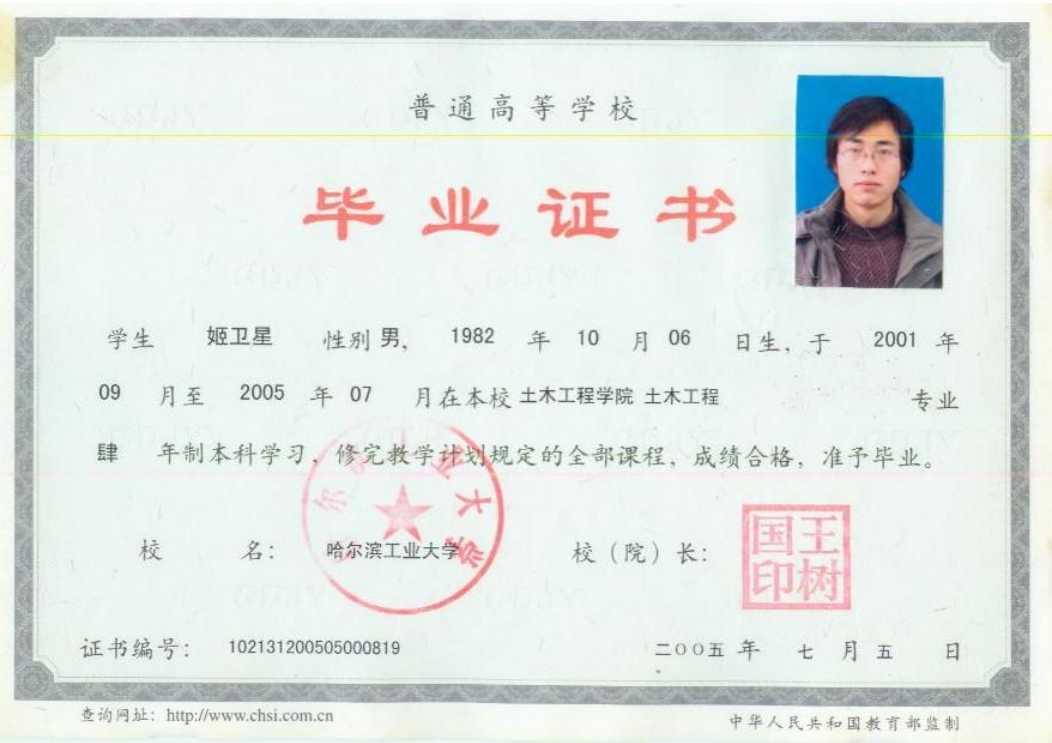 普通高等学校
毕业证书
学生 姬卫星 性别 男, 1982 年 10 月 06 日生, 于 2001 年
09 月至 2005 年 07 月在本校 土木工程学院 土木工程 专业
肆 年制本科学习, 修完教学计划规定的全部课程, 成绩合格, 准予毕业。
校 名: 哈尔滨工业大学 校(院)长:
王树国印
证书编号: 102131200505000819 二〇〇五 年 七 月 五 日
查询网址: http://www.chsi.com.cn 中华人民共和国教育部监制